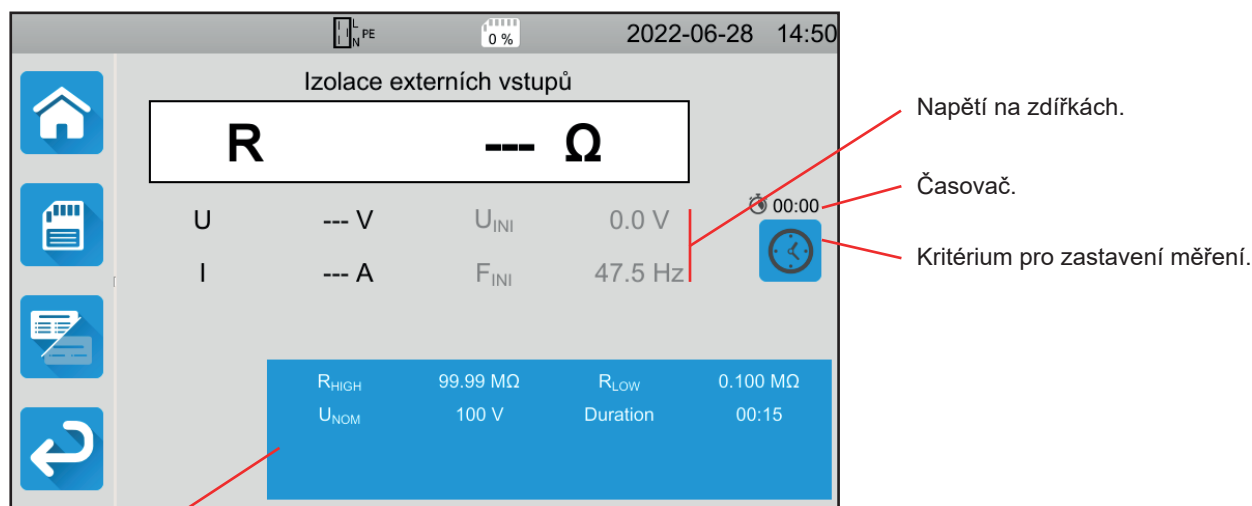 L
N PE
0 % 2022-06-28 14:50
Izolace externích vstupů
R --- Ω
U --- V UINI 0.0 V
I --- A FINI 47.5 Hz
00:00
RHIGH 99.99 MΩ RLOW 0.100 MΩ
UNOM 100 V Duration 00:15
Napětí na zdířkách.
Časovač.
Kritérium pro zastavení měření.